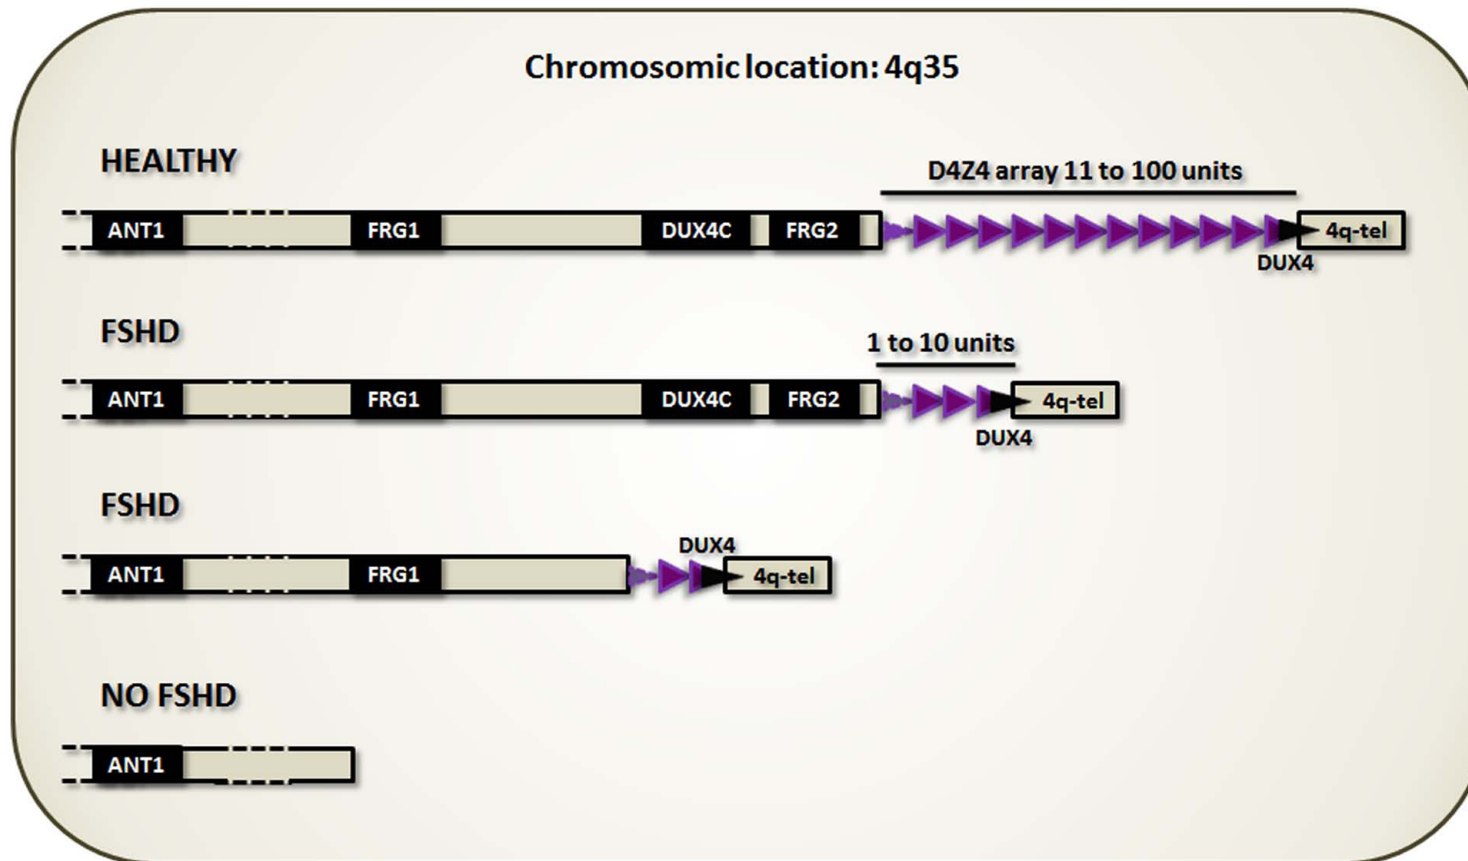 Chromosomic location: 4q35
HEALTHY
D4Z4 array 11 to 100 units
ANT1 FRG1 DUX4C FRG2 4q-tel
DUX4
FSHD
1 to 10 units
ANT1 FRG1 DUX4C FRG2 4q-tel
DUX4
FSHD
DUX4
ANT1 FRG1 4q-tel
NO FSHD
ANT1